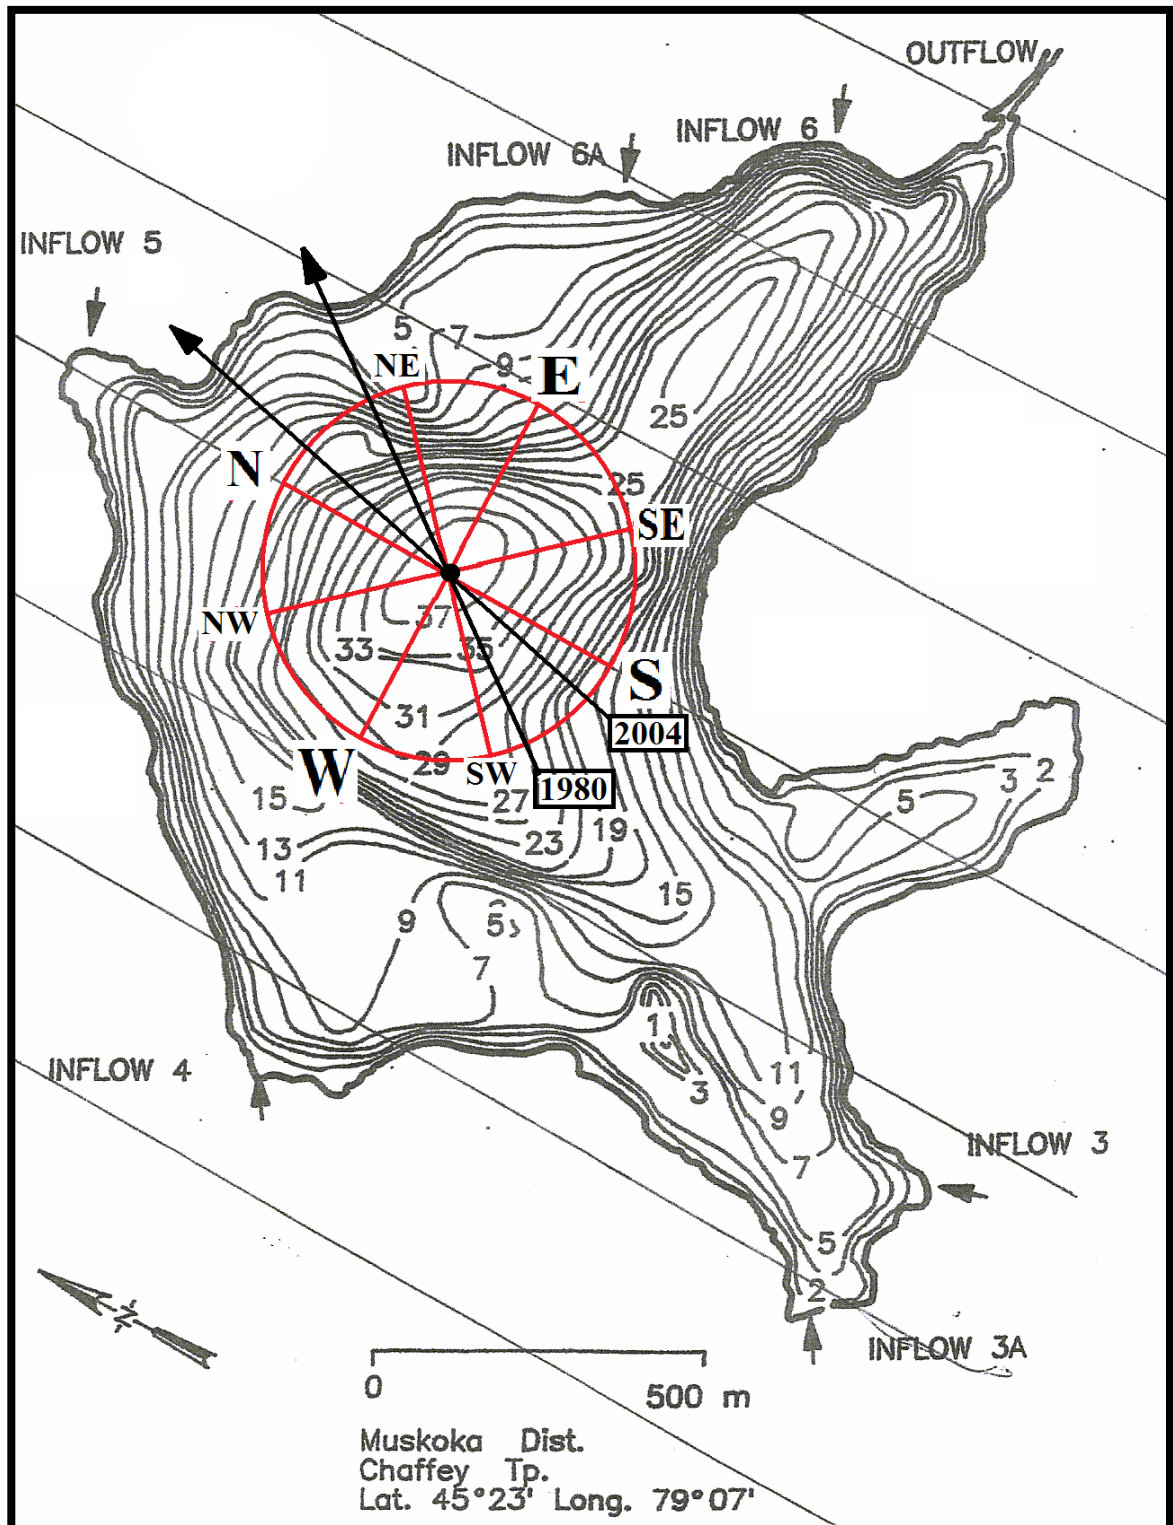 OUTFLOW
INFLOW 6
INFLOW 6A
INFLOW 5
5
7
NE
9
E
25
N
25
SE
NW
37
33
35
S
31
2004
W
29
SW
1980
2
3
5
15
27
19
23
13
11
15
9
5
7
1
11
3
9
INFLOW 4
INFLOW 3
7
5
2
N
INFLOW 3A
0
500 m
Muskoka Dist.
Chaffey Tp.
Lat. 45°23' Long. 79°07'